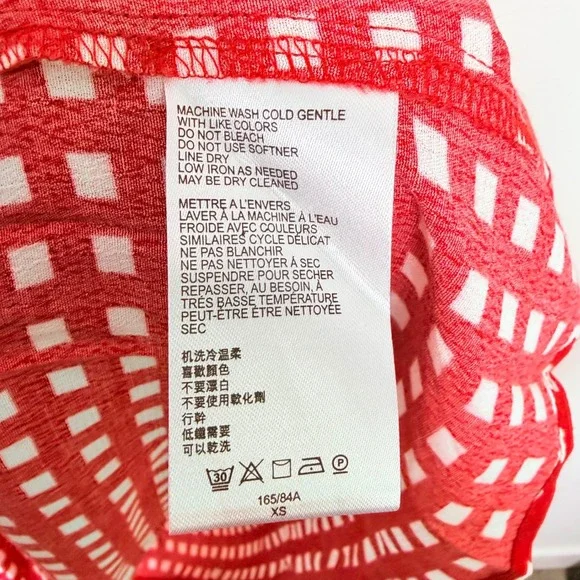 MACHINE WASH COLD GENTLE
WITH LIKE COLORS
DO NOT BLEACH
DO NOT USE SOFTNER
LINE DRY
LOW IRON AS NEEDED
MAY BE DRY CLEANED
METTRE A L'ENVERS
LAVER À LA MACHINE À L'EAU
FROIDE AVEC COULEURS
SIMILAIRES CYCLE DÉLICAT
NE PAS BLANCHIR
NE PAS NETTOYER À SEC
SUSPENDRE POUR SÉCHER
REPASSER, AU BESOIN, À
TRÈS BASSE TEMPÉRATURE
PEUT-ÊTRE ÊTRE NETTOYÉE
SEC
机洗冷温柔
喜歡顏色
不要漂白
不要使用軟化劑
行幹
低鐵需要
可以乾洗
30 P
165/84A
XS